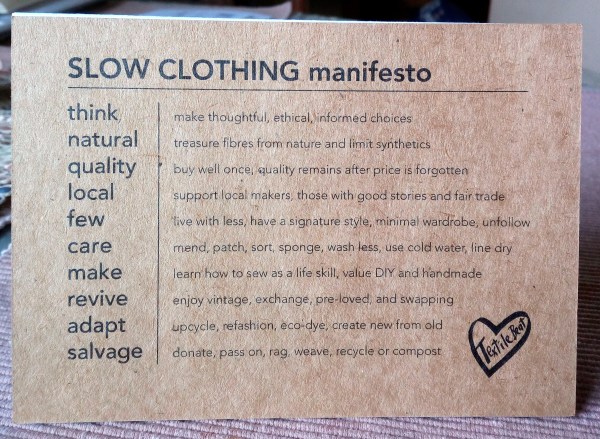 SLOW CLOTHING manifesto
think make thoughtful, ethical, informed choices
natural treasure fibres from nature and limit synthetics
quality buy well once, quality remains after price is forgotten
local support local makers, those with good stories and fair trade
few live with less, have a signature style, minimal wardrobe, unfollow
care mend, patch, sort, sponge, wash less, use cold water, line dry
make learn how to sew as a life skill, value DIY and handmade
revive enjoy vintage, exchange, pre-loved, and swapping
adapt upcycle, refashion, eco-dye, create new from old
salvage donate, pass on, rag, weave, recycle or compost
Textile Beat